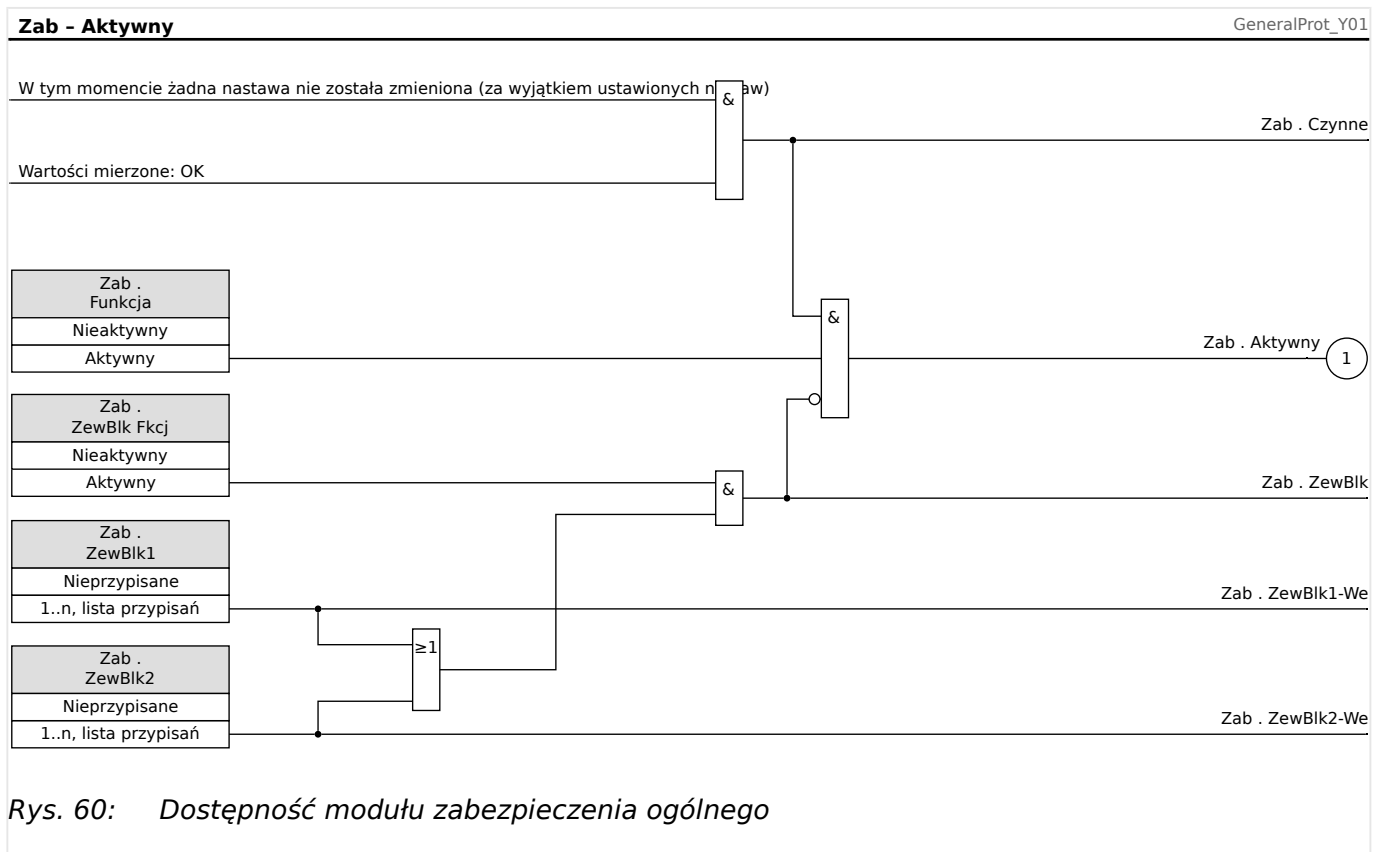 Zab – Aktywny
GeneralProt_Y01
W tym momencie żadna nastawa nie została zmieniona (za wyjątkiem ustawionych
&
Zab . Czynne
Wartości mierzone: OK
Zab .
Funkcja
Nieaktywny
Aktywny
&
Zab . Aktywny
1
Zab .
ZewBlk Fkcj
Nieaktywny
Aktywny
&
Zab . ZewBlk
Zab .
ZewBlk1
Nieprzypisane
1..n, lista przypisań
Zab . ZewBlk1-We
≥1
Zab .
ZewBlk2
Nieprzypisane
1..n, lista przypisań
Zab . ZewBlk2-We
Rys. 60: Dostępność modułu zabezpieczenia ogólnego